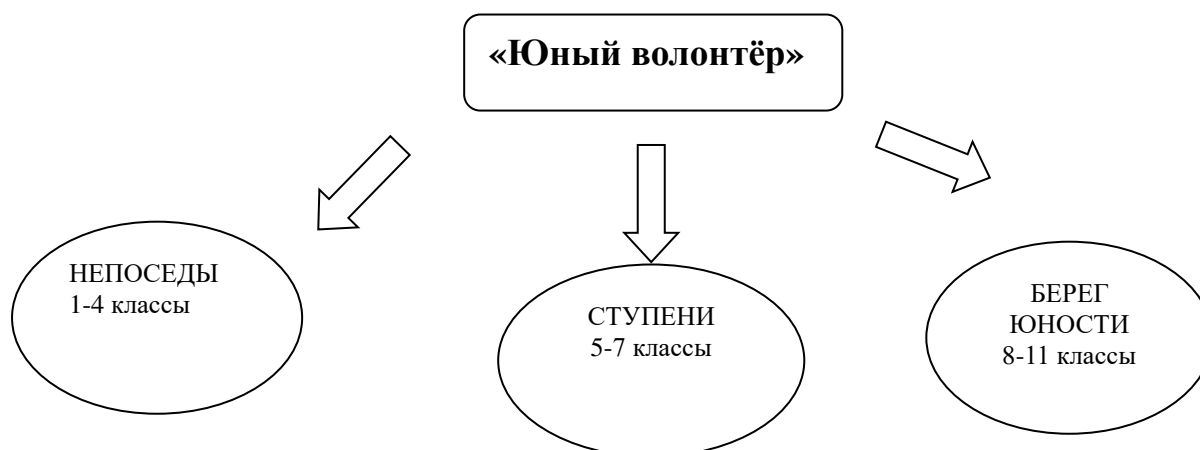 «Юный волонтёр»
НЕПОСЕДЫ
1-4 классы
СТУПЕНИ
5-7 классы
БЕРЕГ
ЮНОСТИ
8-11 классы